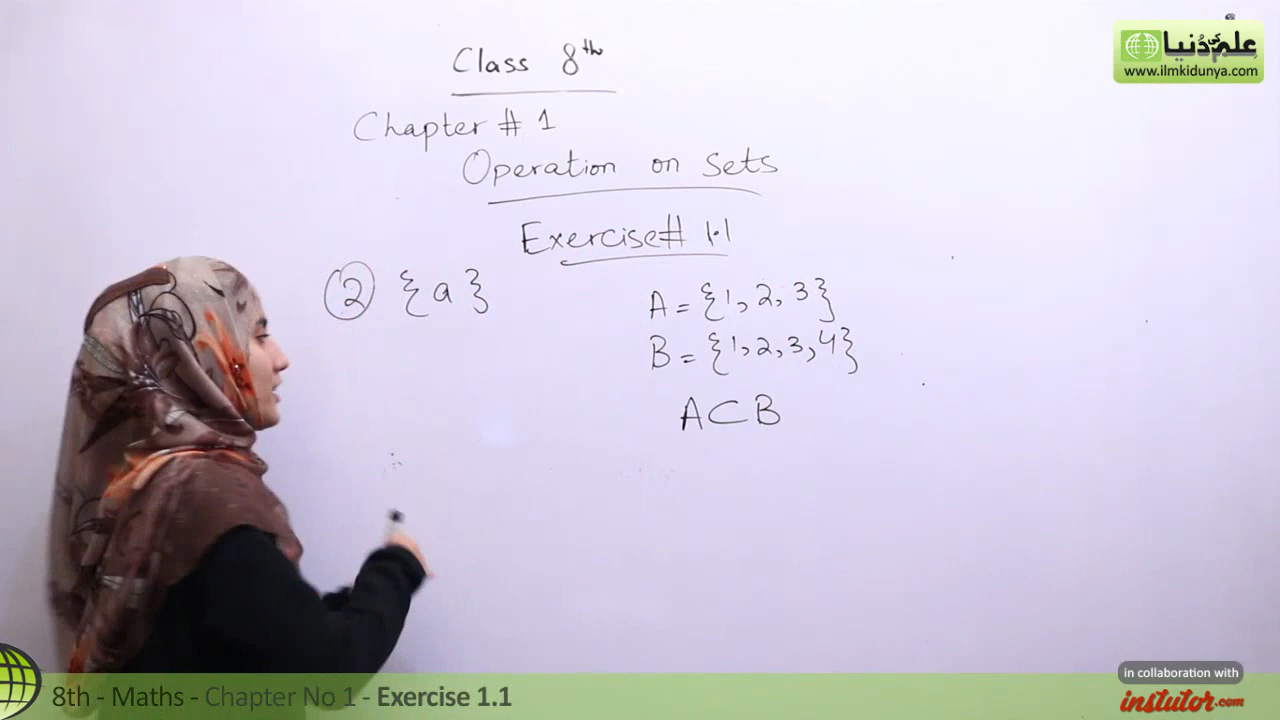 Class 8th
Chapter # 1
Operation on Sets
Exercise# 1.1
② {a}
A = {1, 2, 3}
B = {1, 2, 3, 4}
A⊂B
علم کی دنیا
www.ilmkidunya.com
in collaboration with
instutor.com
8th - Maths - Chapter No 1 - Exercise 1.1